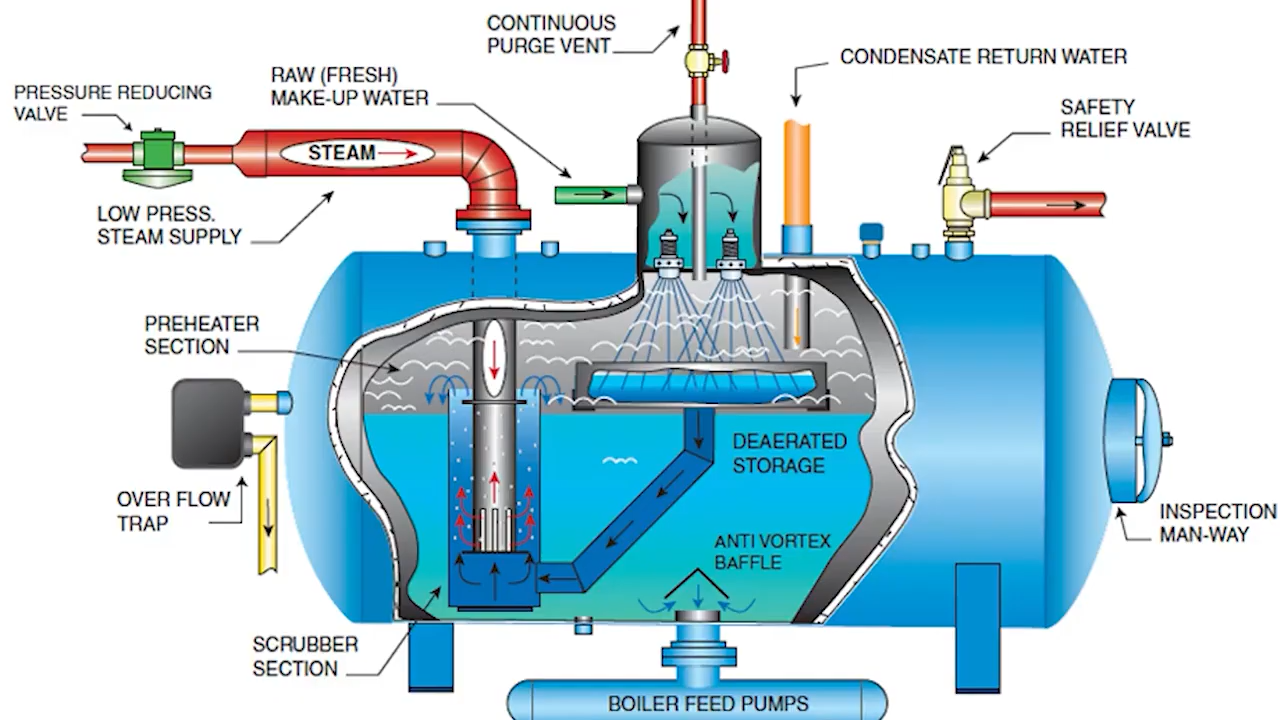 CONTINUOUS
PURGE VENT
CONDENSATE RETURN WATER
RAW (FRESH)
MAKE-UP WATER
PRESSURE REDUCING
VALVE
SAFETY
RELIEF VALVE
STEAM
LOW PRESS.
STEAM SUPPLY
PREHEATER
SECTION
DEAERATED
STORAGE
OVER FLOW
TRAP
INSPECTION
MAN-WAY
ANTI VORTEX
BAFFLE
SCRUBBER
SECTION
BOILER FEED PUMPS